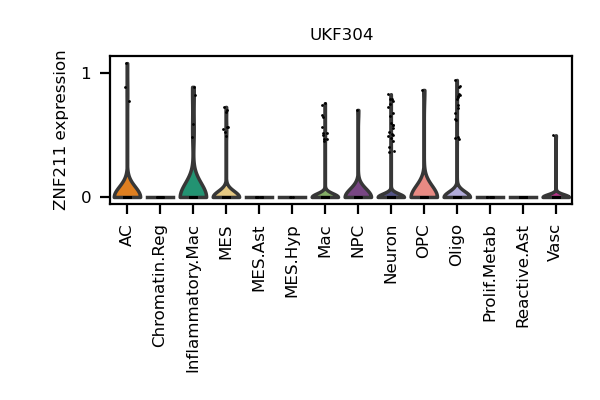 UKF304
ZNF211 expression
1
0
AC
Chromatin.Reg
Inflammatory.Mac
MES
MES.Ast
MES.Hyp
Mac
NPC
Neuron
OPC
Oligo
Prolif.Metab
Reactive.Ast
Vasc